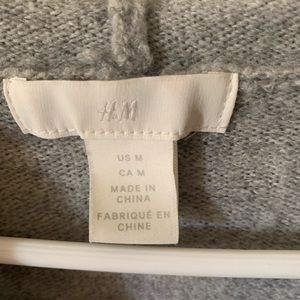 H&M
US M
CA M
MADE IN
CHINA
FABRIQUÉ EN
CHINE